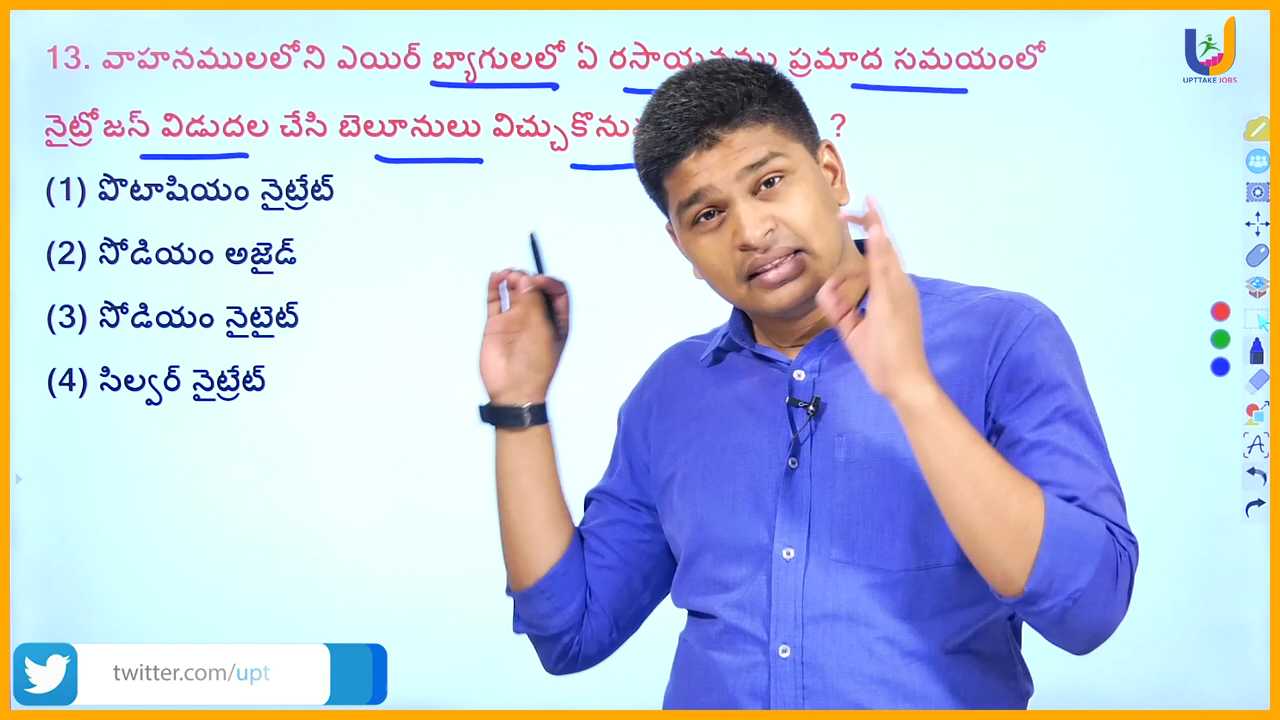 13. వాహనములలోని ఎయిర్ బ్యాగులలో ఏ ప్రమాద సమయంలో
నైట్రోజన్ విడుదల చేసి బెలూనులు ?
(1) పొటాషియం నైట్రేట్
(2) సోడియం అజైడ్
(3) సోడియం నైట్రైట్
(4) సిల్వర్ నైట్రేట్
UPTTAKE JOBS
twitter.com/upt